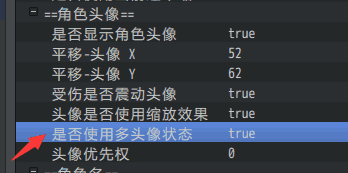 ==角色头像==
是否显示角色头像 true
平移-头像 X 52
平移-头像 Y 62
受伤是否震动头像 true
头像是否使用缩放效果 true
是否使用多头像状态 true
头像优先权 0
==角色名==